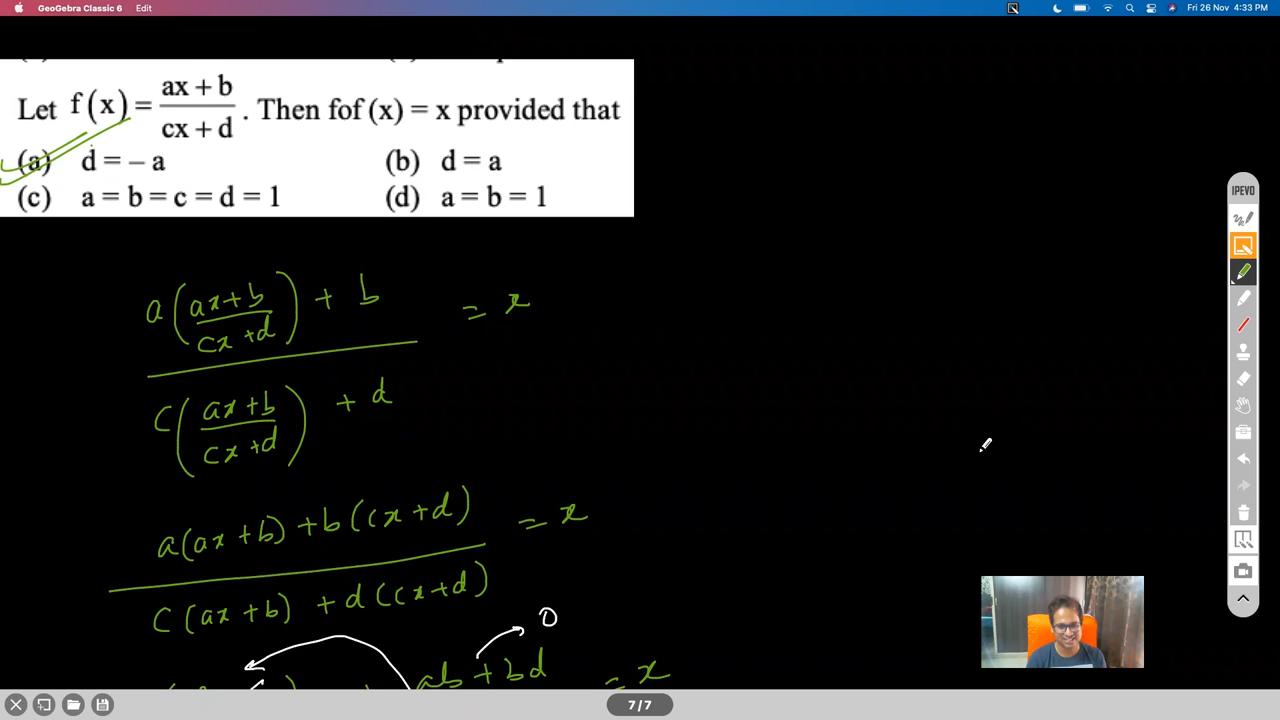 GeoGebra Classic 6 Edit Fri 26 Nov 4:33 PM
Let f(x) = ax + b / cx + d . Then fof (x) = x provided that
(a) d = – a (b) d = a
(c) a = b = c = d = 1 (d) a = b = 1
IPEVO
a(ax+b / cx+d) + b / c(ax+b / cx+d) + d = x
a(ax+b) + b(cx+d) / c(ax+b) + d(cx+d) = x
0
ab + bd = x
7/7